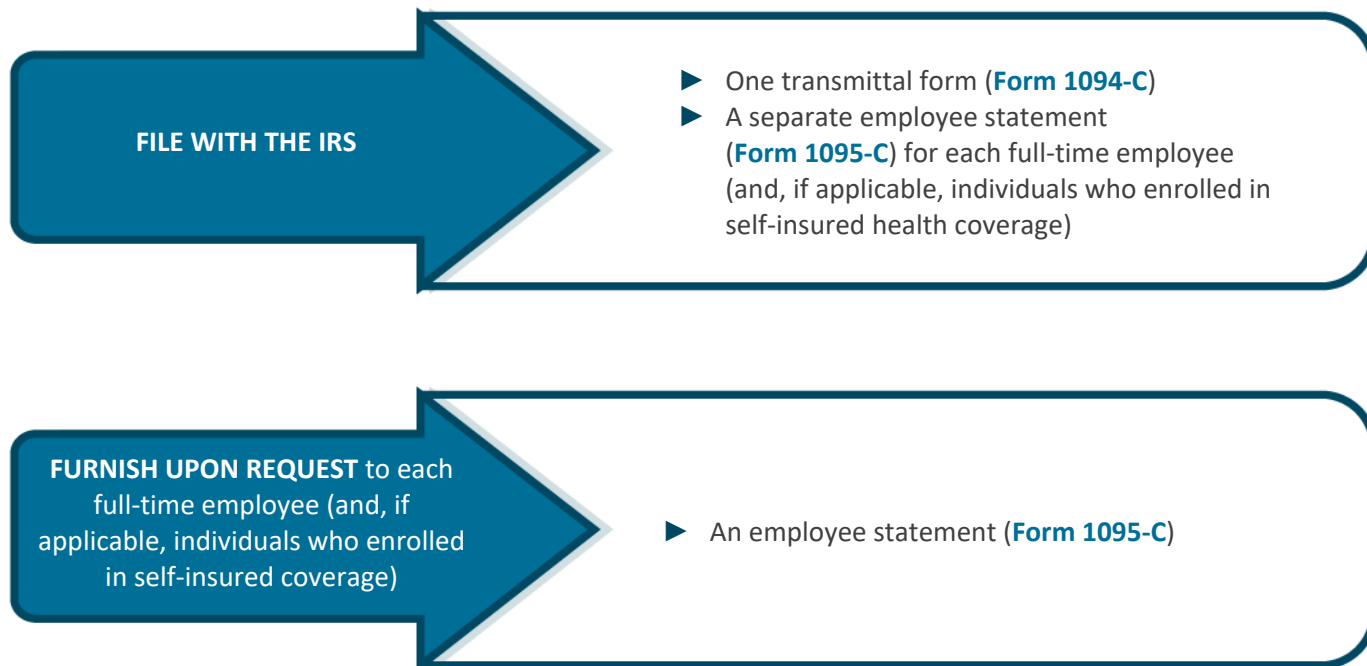 FILE WITH THE IRS
► One transmittal form (Form 1094-C)
► A separate employee statement
(Form 1095-C) for each full-time employee
(and, if applicable, individuals who enrolled in
self-insured health coverage)
FURNISH UPON REQUEST to each
full-time employee (and, if
applicable, individuals who enrolled
in self-insured coverage)
► An employee statement (Form 1095-C)